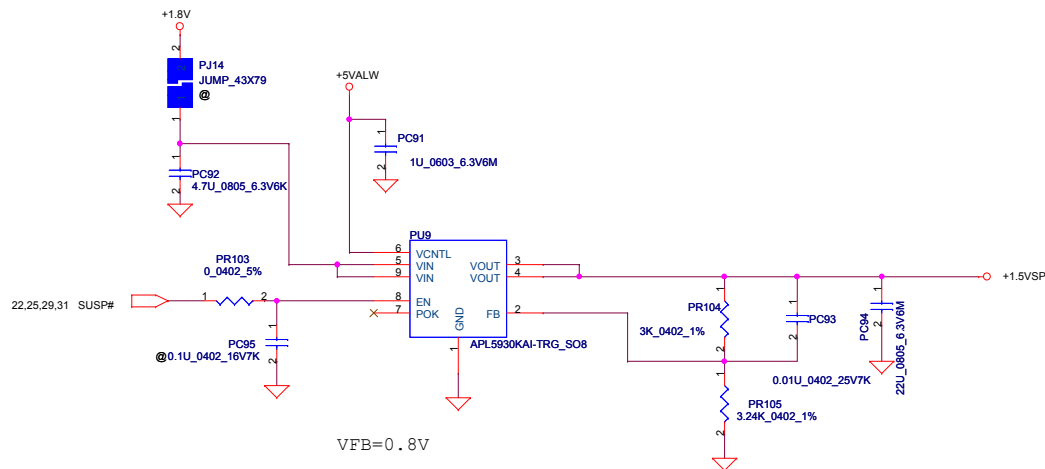 +1.8V
2
PJ14
JUMP_43X79
@
1
+5VALW
1
PC91
1U_0603_6.3V6M
2
1
PC92
4.7U_0805_6.3V6K
2
PU9
6 VCNTL
5 VIN
9 VIN
VOUT 3
VOUT 4
8 EN
7 POK
GND
FB 2
1
APL5930KAI-TRG_SO8
PR103
0_0402_5%
22,25,29,31 SUSP#
1 2
1
PC95
@0.1U_0402_16V7K
2
+1.5VSP
1
PR104
3K_0402_1%
2
1
PC93
2
0.01U_0402_25V7K
1
PC94
2
22U_0805_6.3V6M
1
PR105
3.24K_0402_1%
2
VFB=0.8V